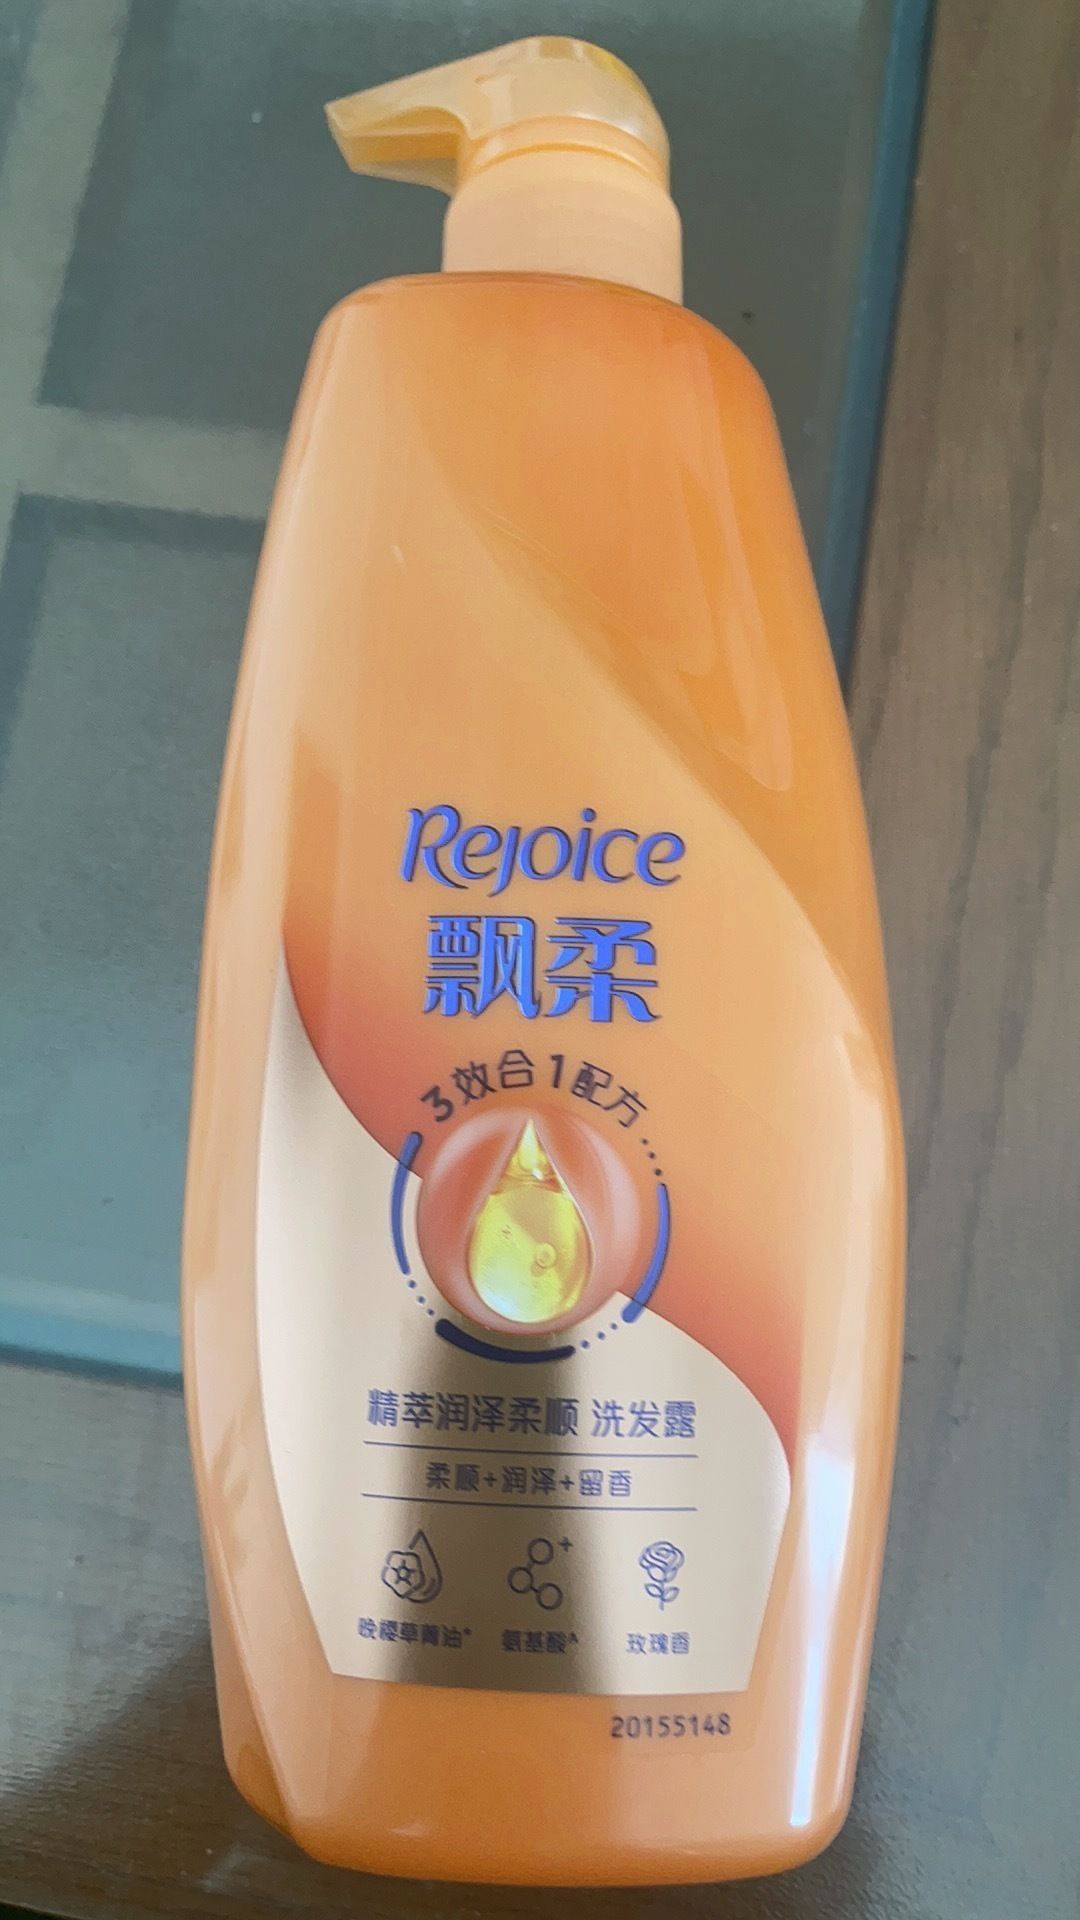 Rejoice
飘柔
3效合1配方
精萃润泽柔顺 洗发露
柔顺+润泽+留香
晚樱草菁油* 氨基酸^ 玫瑰香
20155148